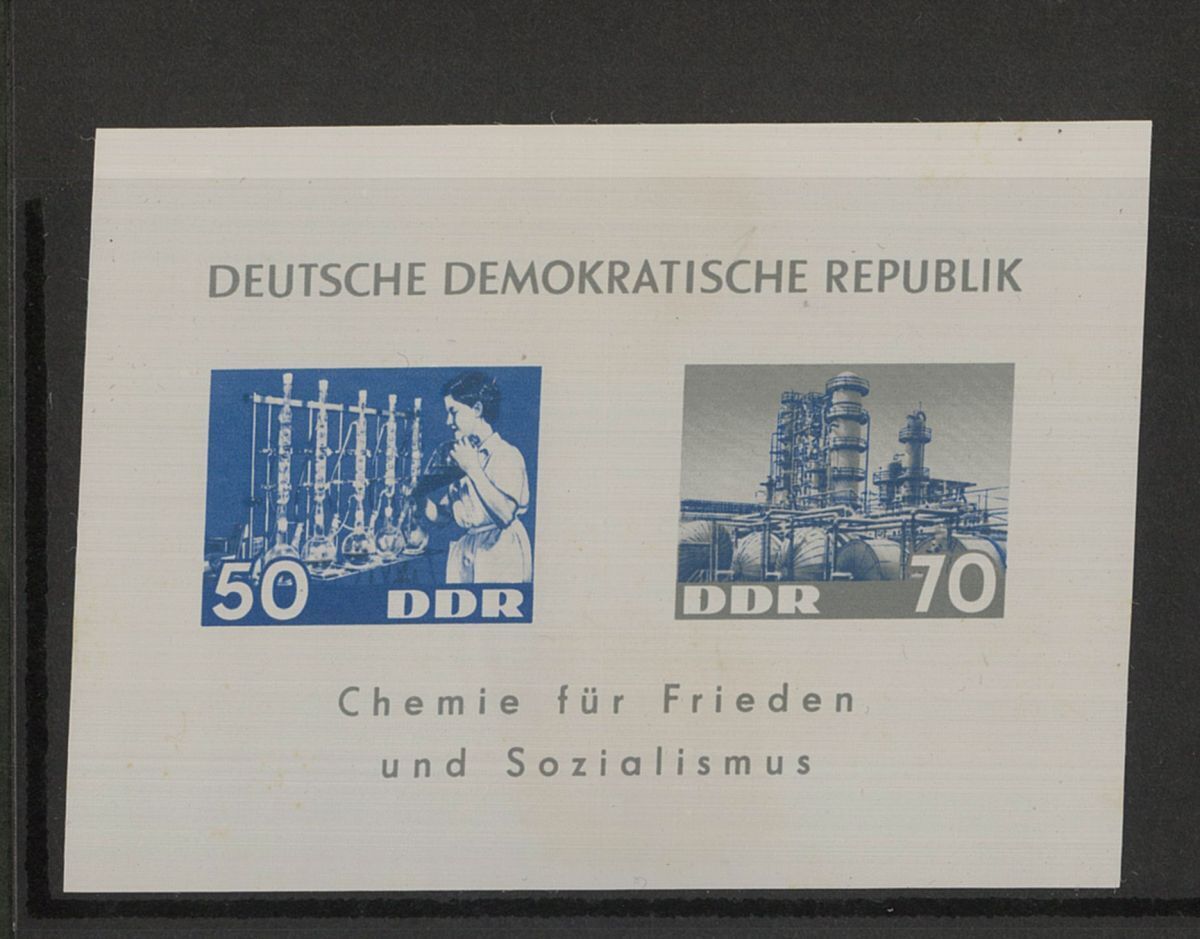 DEUTSCHE DEMOKRATISCHE REPUBLIK
50 DDR
DDR 70
Chemie für Frieden
und Sozialismus